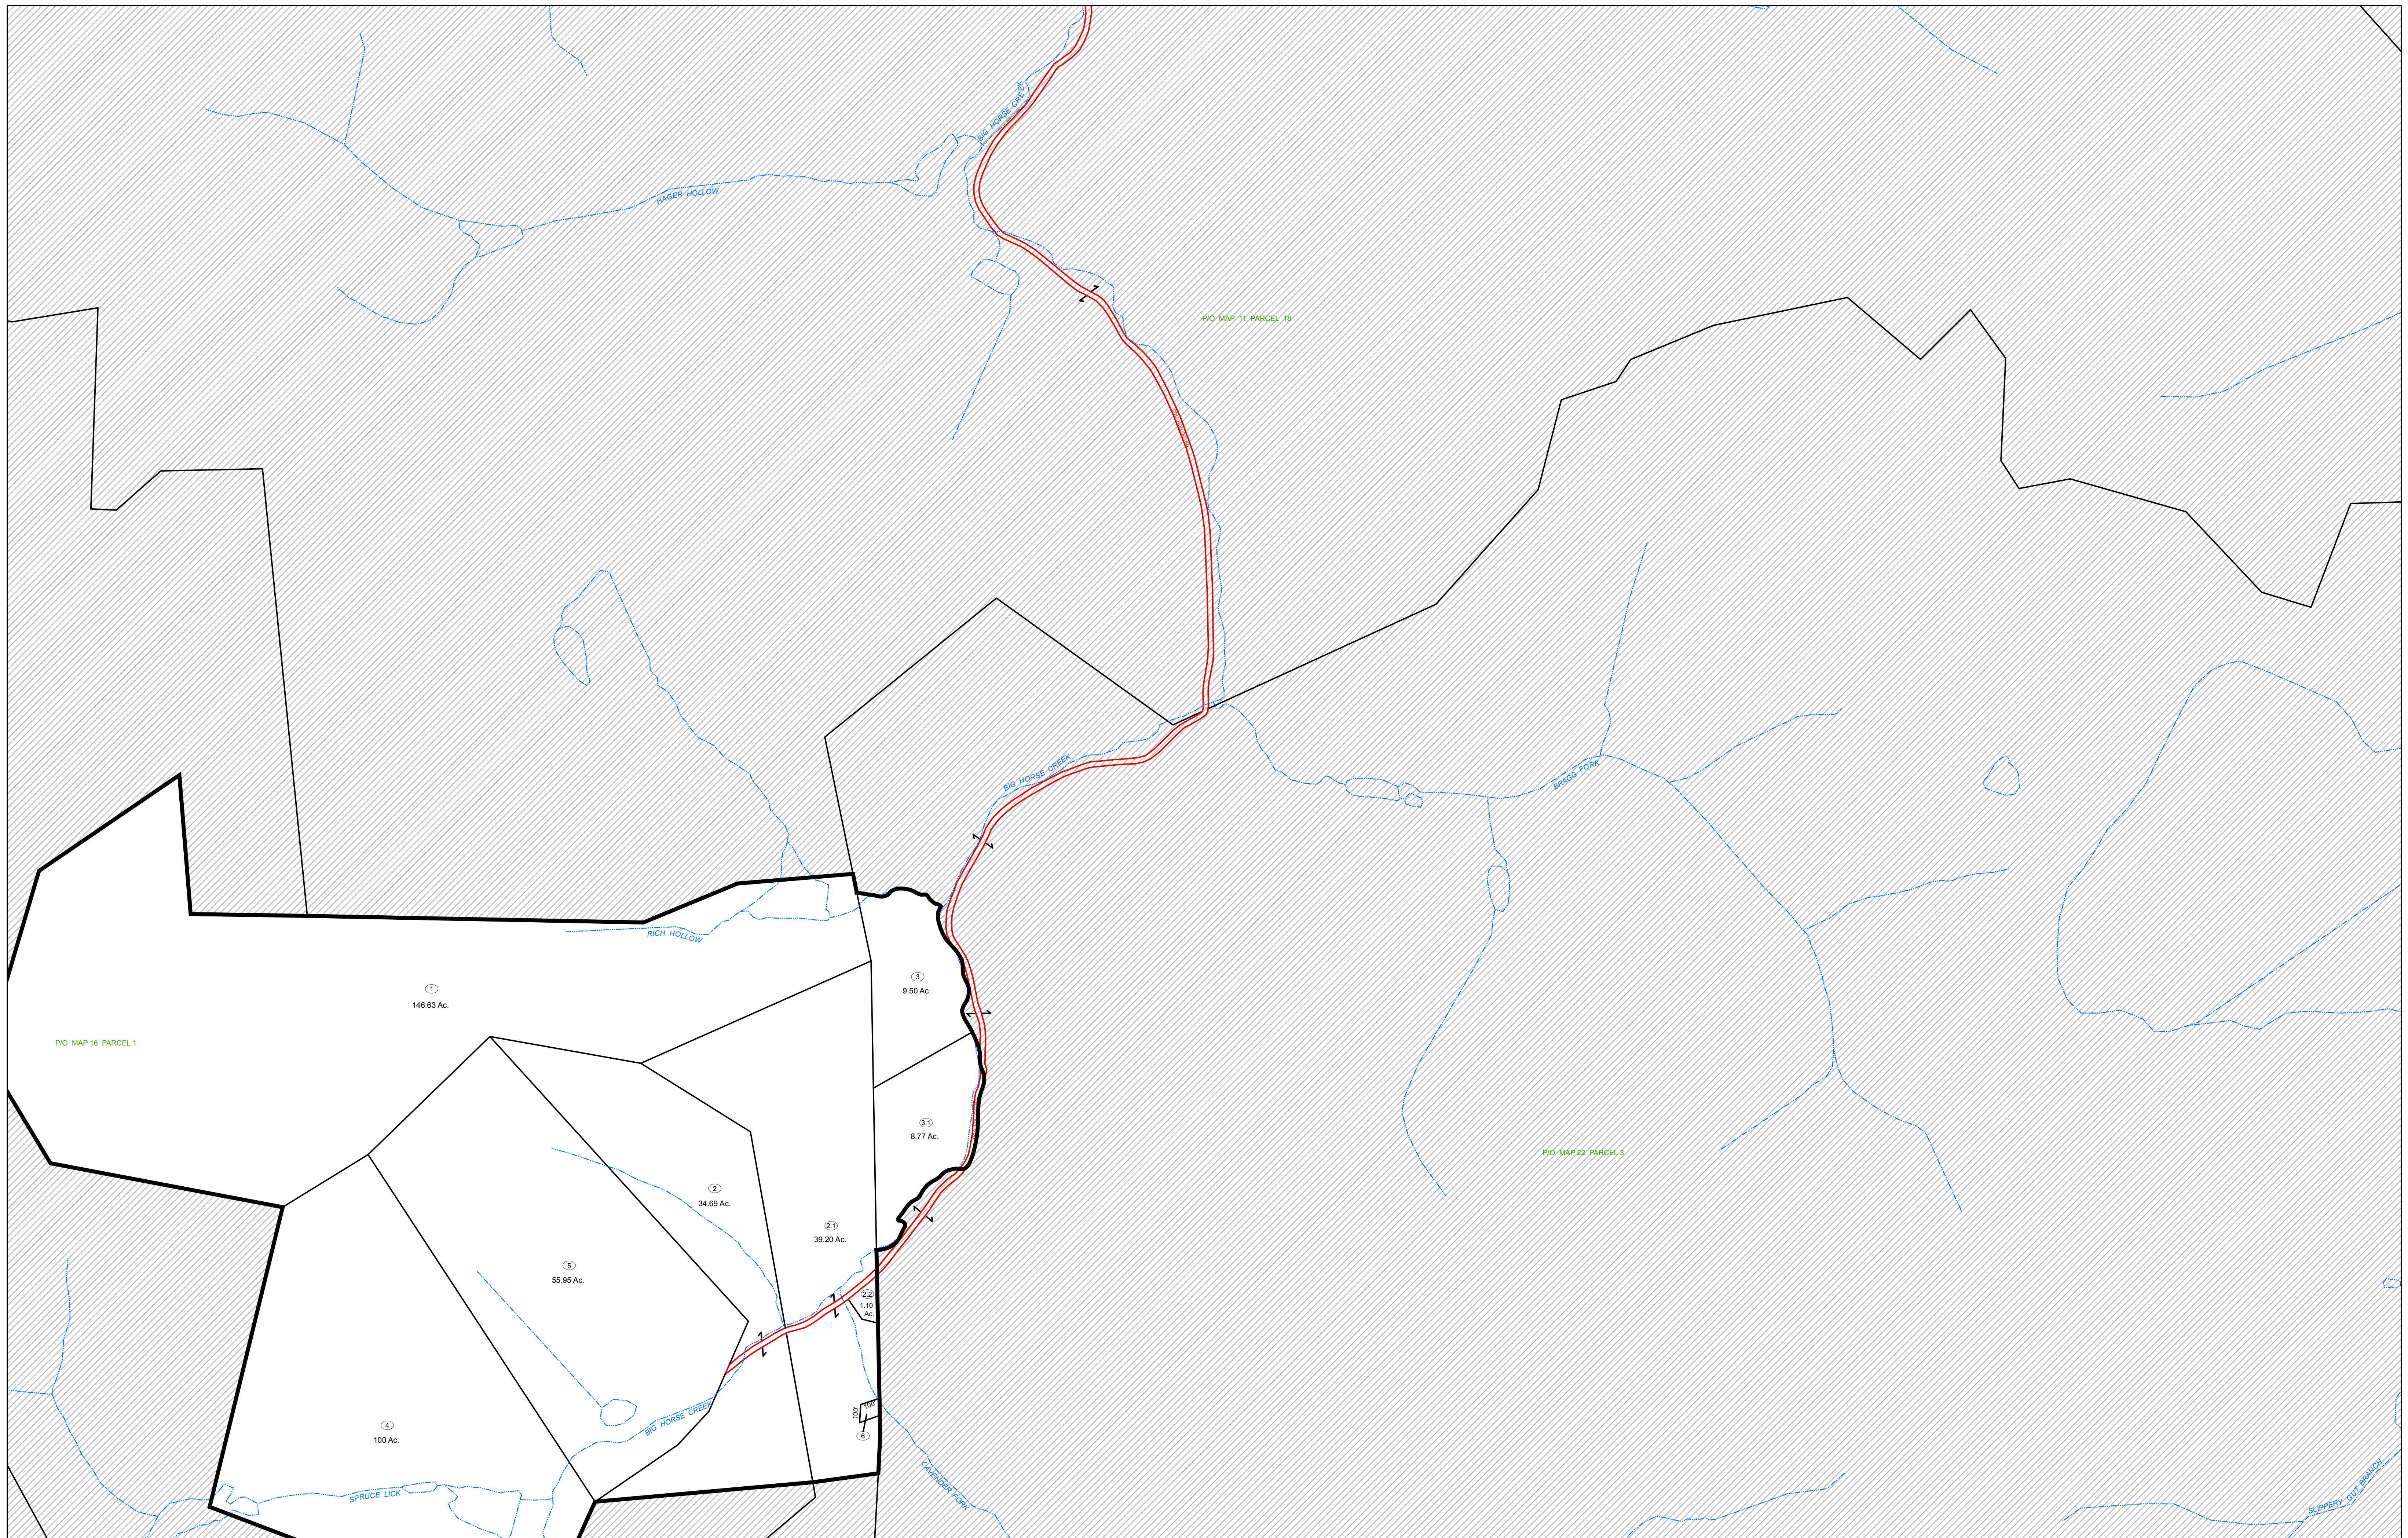 BIG HORSE CREEK
HAGER HOLLOW
P/O MAP 11 PARCEL 18
BIG HORSE CREEK
BRAGG FORK
RICH HOLLOW
3
9.50 Ac.
1
146.63 Ac.
P/O MAP 16 PARCEL 1
3.1
8.77 Ac.
P/O MAP 22 PARCEL 3
2
34.69 Ac.
2.1
39.20 Ac.
5
55.95 Ac.
2.2
1.10
Ac.
100'
100'
6
BIG HORSE CREEK
4
100 Ac.
SPRUCE LICK
LAVENDER FORK
SLIPPERY GUT BRANCH